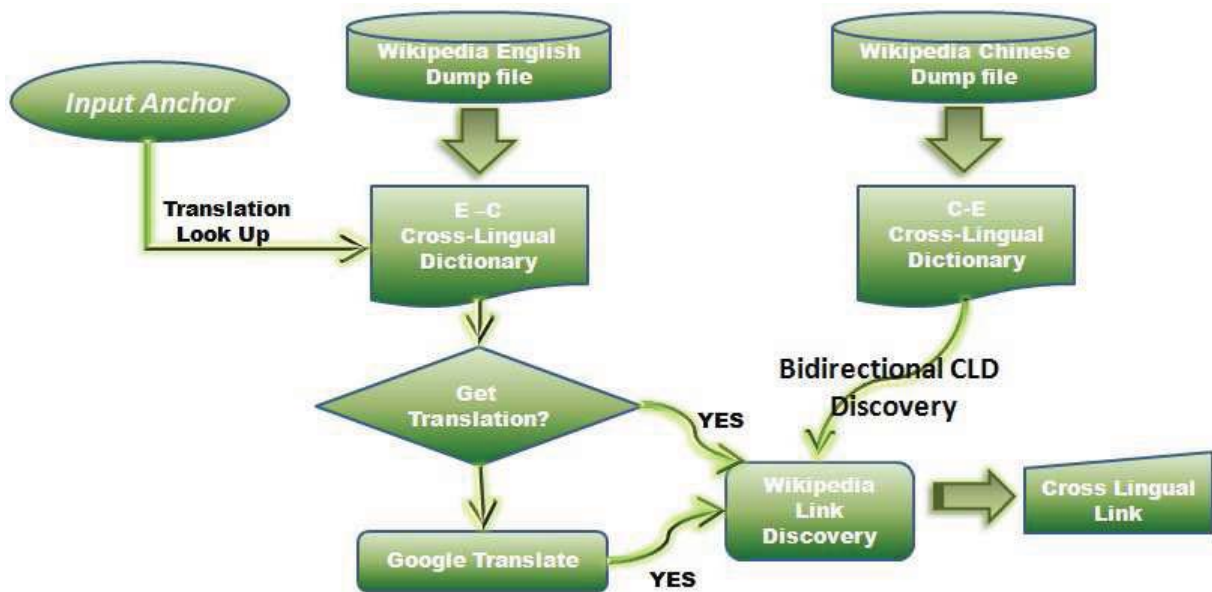 Wikipedia English
Dump file
Wikipedia Chinese
Dump file
Input Anchor
Translation
Look Up
E –C
Cross-Lingual
Dictionary
C-E
Cross-Lingual
Dictionary
Bidirectional CLD
Discovery
Get
Translation?
YES
Wikipedia
Link
Discovery
Cross Lingual
Link
Google Translate
YES